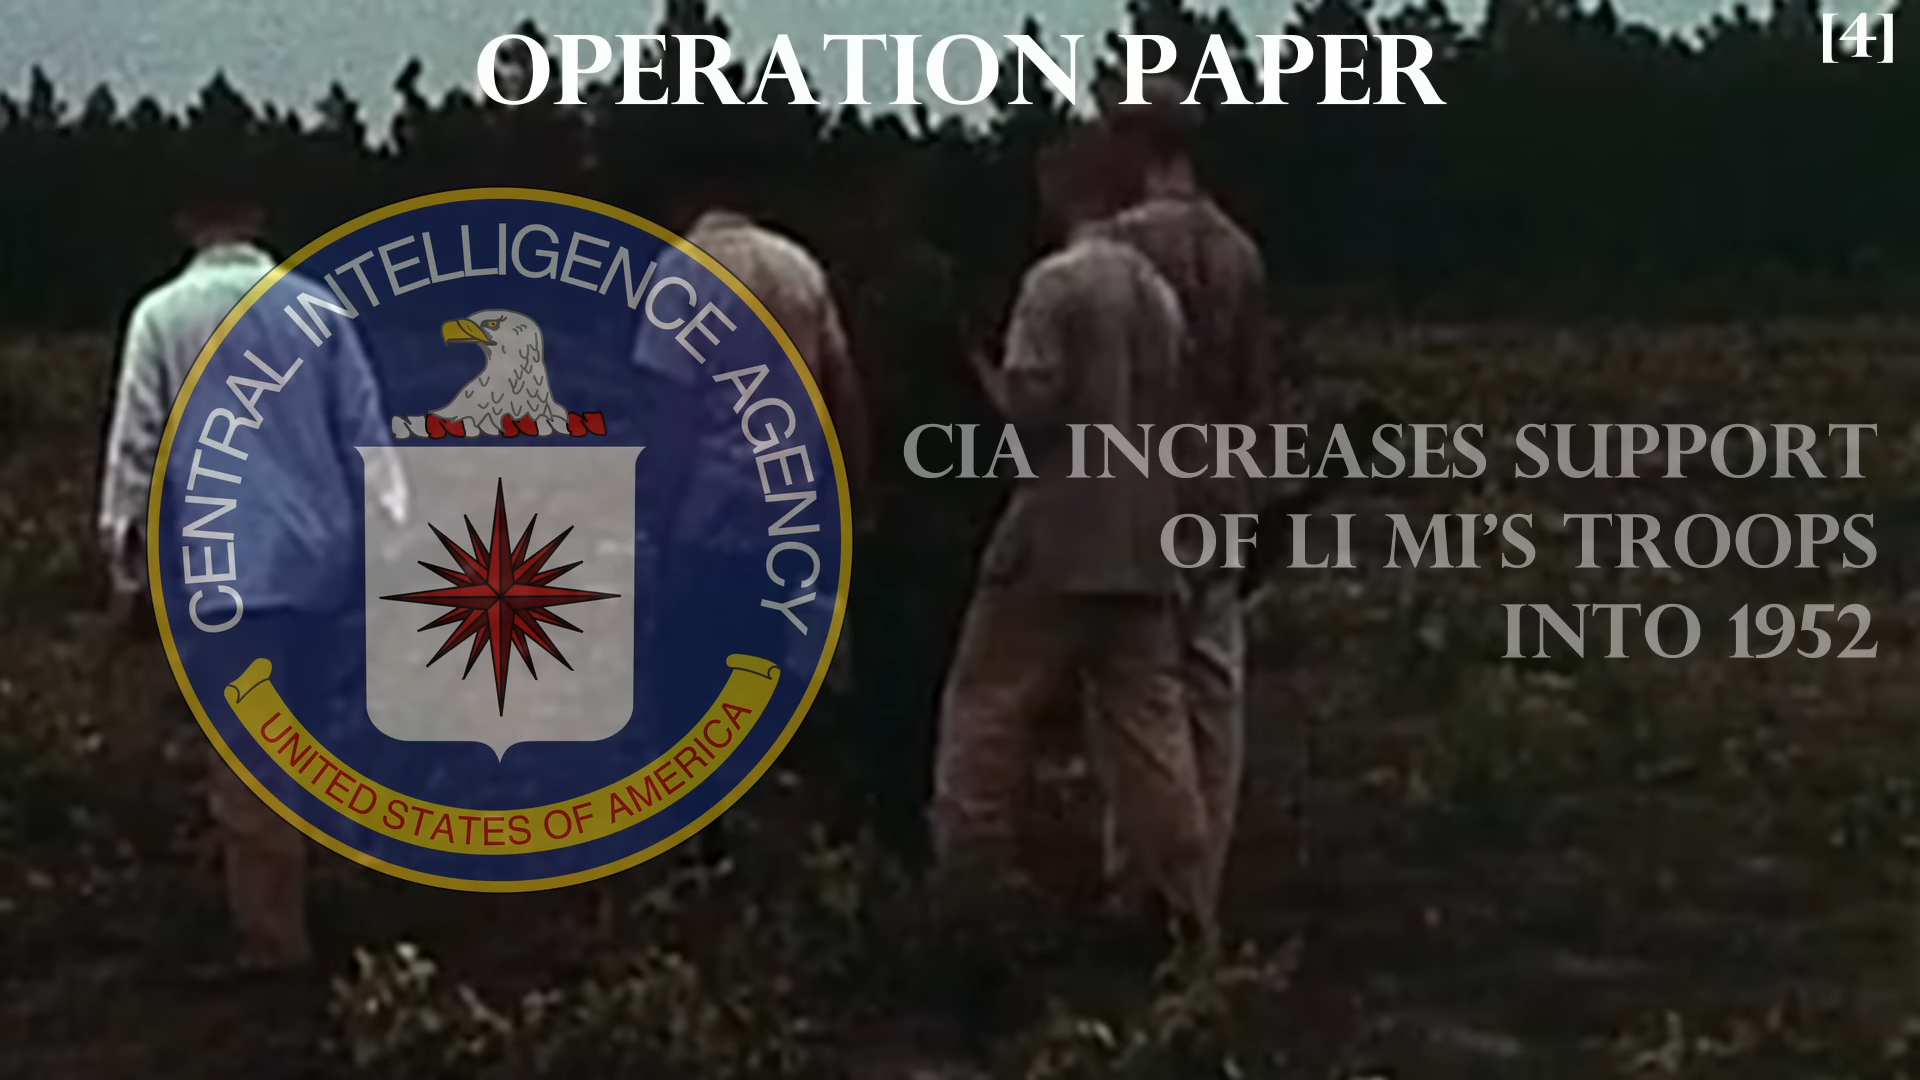 OPERATION PAPER
[4]
CENTRAL INTELLIGENCE AGENCY
UNITED STATES OF AMERICA
CIA INCREASES SUPPORT
OF LI MI’S TROOPS
INTO 1952